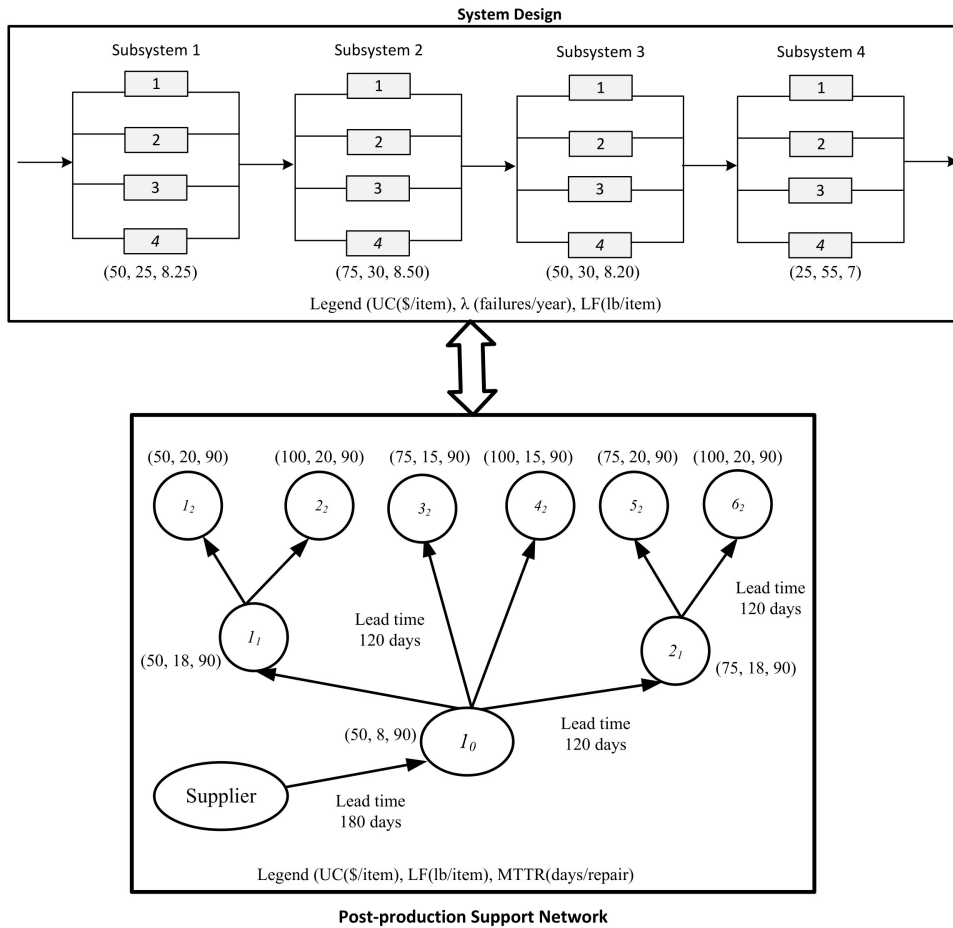 System Design
Subsystem 1
Subsystem 2
Subsystem 3
Subsystem 4
1
2
3
4
(50, 25, 8.25)
1
2
3
4
(75, 30, 8.50)
1
2
3
4
(50, 30, 8.20)
1
2
3
4
(25, 55, 7)
Legend (UC($/item), λ (failures/year), LF(lb/item)
(50, 20, 90)
(100, 20, 90)
(75, 15, 90)
(100, 15, 90)
(75, 20, 90)
(100, 20, 90)
1₂
2₂
3₂
4₂
5₂
6₂
Lead time
120 days
Lead time
120 days
1₁
(50, 18, 90)
2₁
(75, 18, 90)
(50, 8, 90)
1₀
Lead time
120 days
Supplier
Lead time
180 days
Legend (UC($/item), LF(lb/item), MTTR(days/repair)
Post-production Support Network